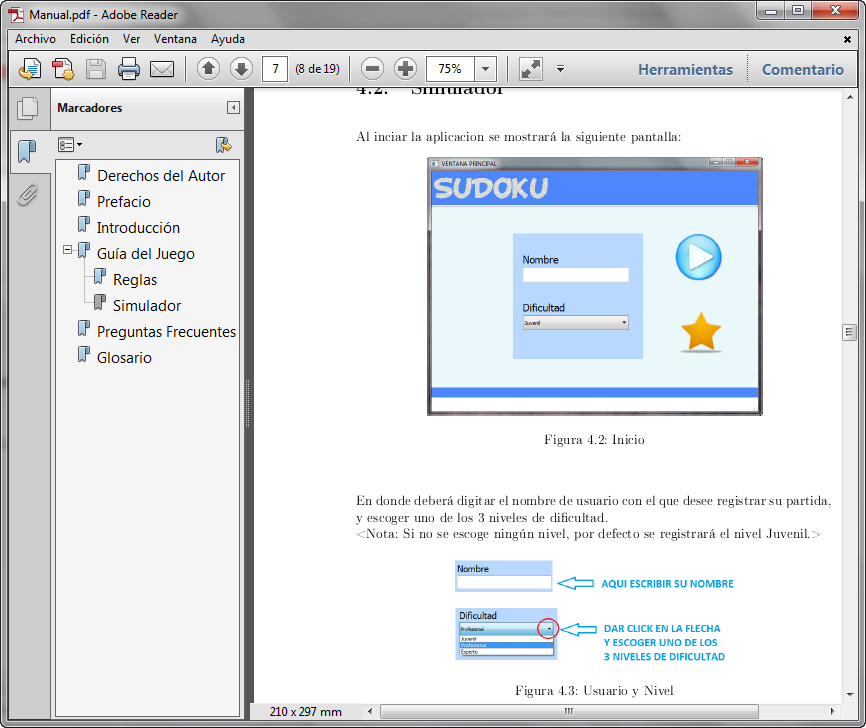 Manual.pdf - Adobe Reader
Archivo Edición Ver Ventana Ayuda
7 (8 de 19) 75% Herramientas Comentario
Marcadores
Derechos del Autor
Prefacio
Introducción
Guía del Juego
Reglas
Simulador
Preguntas Frecuentes
Glosario
4.2. Simulador
Al inciar la aplicacion se mostrará la siguiente pantalla:
VENTANA PRINCIPAL
SUDOKU
Nombre
Dificultad
Juvenil
Figura 4.2: Inicio
En donde deberá digitar el nombre de usuario con el que desee registrar su partida,
y escoger uno de los 3 niveles de dificultad.
<Nota: Si no se escoge ningún nivel, por defecto se registrará el nivel Juvenil.>
Nombre
AQUI ESCRIBIR SU NOMBRE
Dificultad
Profesional
Juvenil
Profesional
Experto
DAR CLICK EN LA FLECHA
Y ESCOGER UNO DE LOS
3 NIVELES DE DIFICULTAD
Figura 4.3: Usuario y Nivel
210 x 297 mm